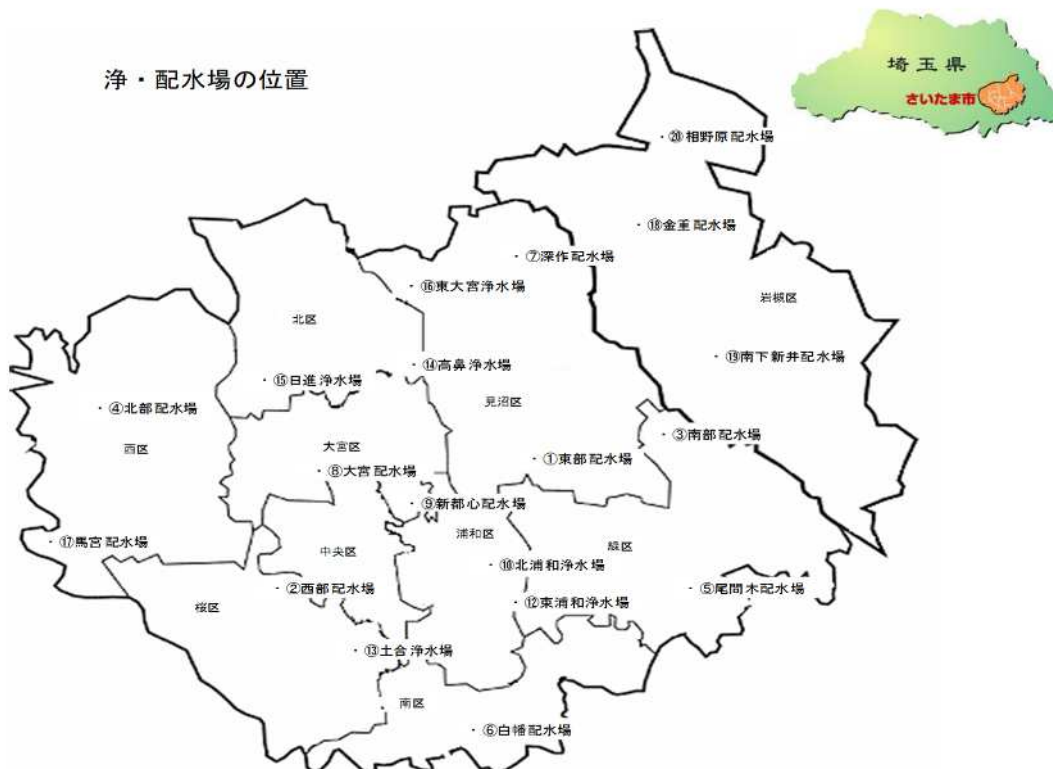 浄・配水場の位置
埼玉県
さいたま市
・⑳相野原配水場
・⑱金重配水場
・⑦深作配水場
・⑯東大宮浄水場
岩槻区
北区
・⑲南下新井配水場
・⑭高鼻浄水場
・⑮日進浄水場
見沼区
・④北部配水場
・③南部配水場
大宮区
西区
・①東部配水場
・⑧大宮配水場
・⑨新都心配水場
浦和区
・⑰馬宮配水場
緑区
中央区
・⑩北浦和浄水場
・②西部配水場
・⑤尾間木配水場
・⑫東浦和浄水場
桜区
・⑬土合浄水場
南区
・⑥白幡配水場